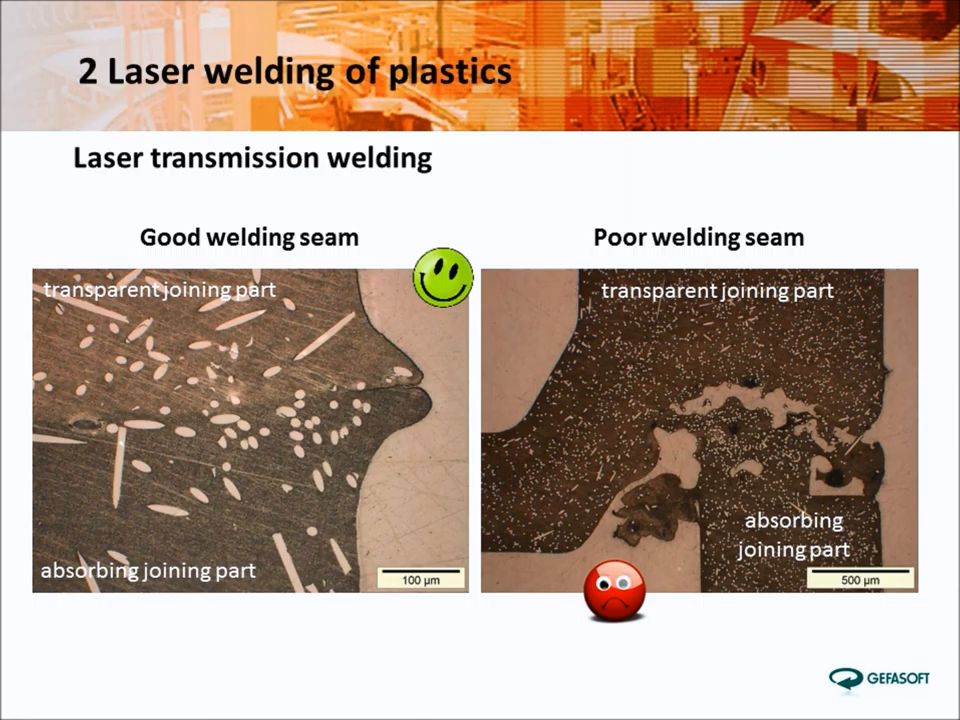 2 Laser welding of plastics
Laser transmission welding
Good welding seam
Poor welding seam
transparent joining part
absorbing joining part
100 µm
transparent joining part
absorbing
joining part
500 µm
GEFASOFT